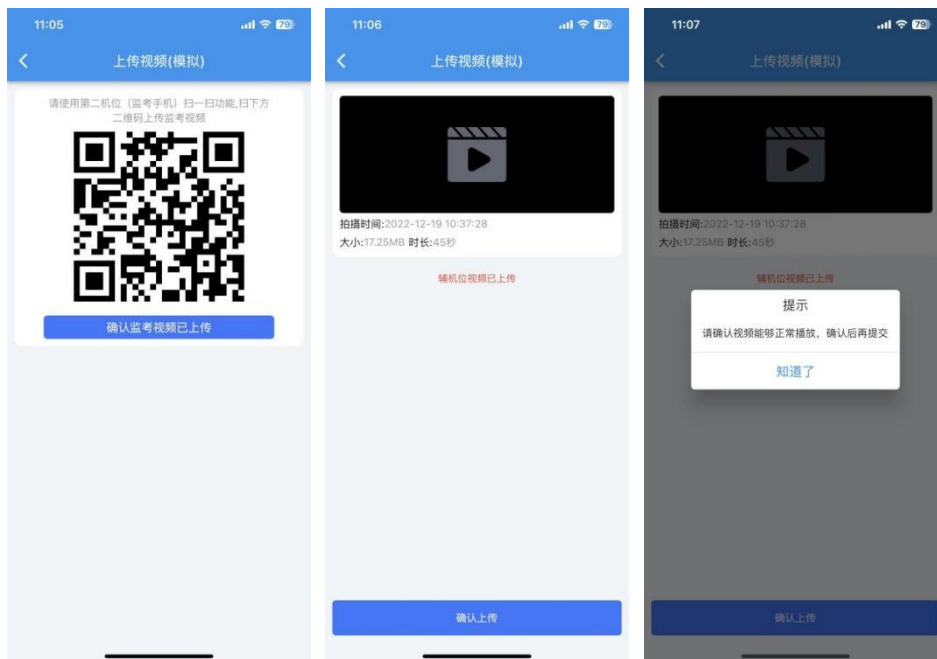 11:05
79
上传视频(模拟)
请使用第二机位（监考手机）扫一扫功能,扫下方
二维码上传监考视频
确认监考视频已上传
11:06
79
上传视频(模拟)
拍摄时间:2022-12-19 10:37:28
大小:17.25MB 时长:45秒
辅机位视频已上传
确认上传
11:07
79
上传视频(模拟)
拍摄时间:2022-12-19 10:37:28
大小:17.25MB 时长:45秒
辅机位视频已上传
提示
请确认视频能够正常播放，确认后再提交
知道了
确认上传